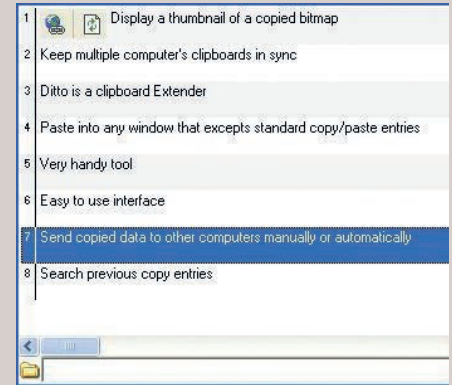 1 Display a thumbnail of a copied bitmap
2 Keep multiple computer's clipboards in sync
3 Ditto is a clipboard Extender
4 Paste into any window that excepts standard copy/paste entries
5 Very handy tool
6 Easy to use interface
7 Send copied data to other computers manually or automatically
8 Search previous copy entries